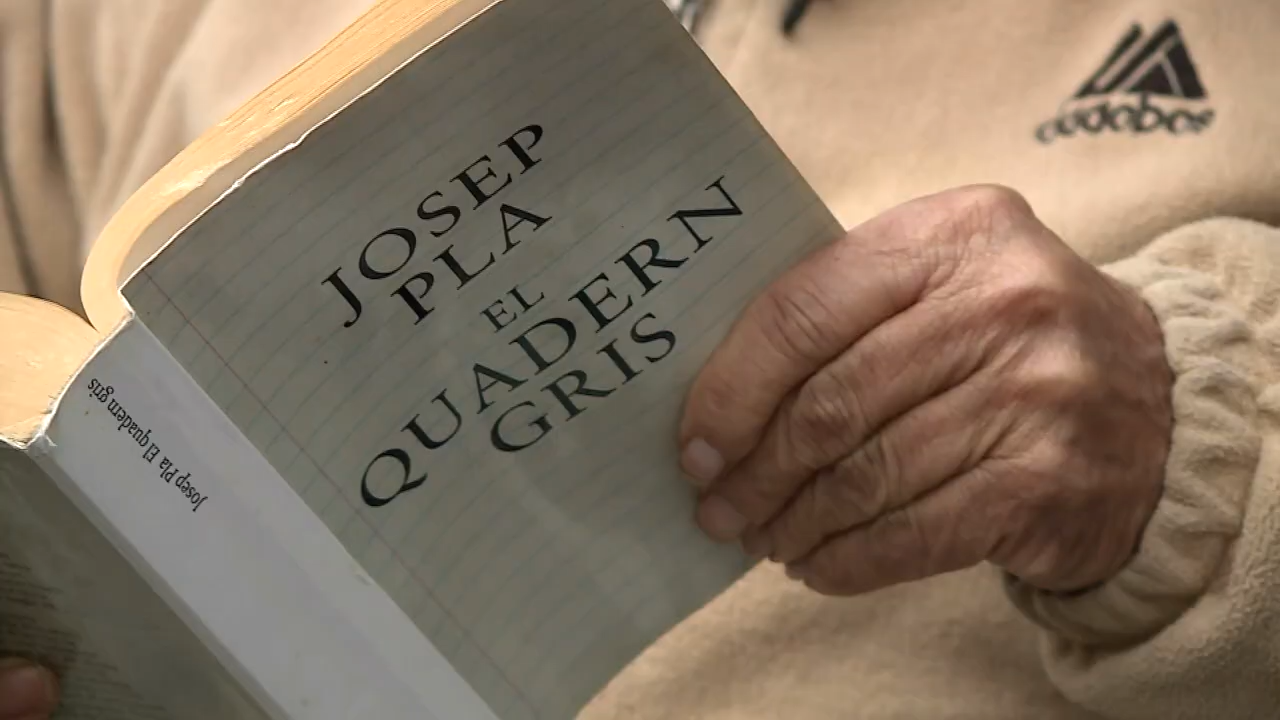 JOSEP
PLA
EL
QUADERN
GRIS
Josep Pla El quadern gris